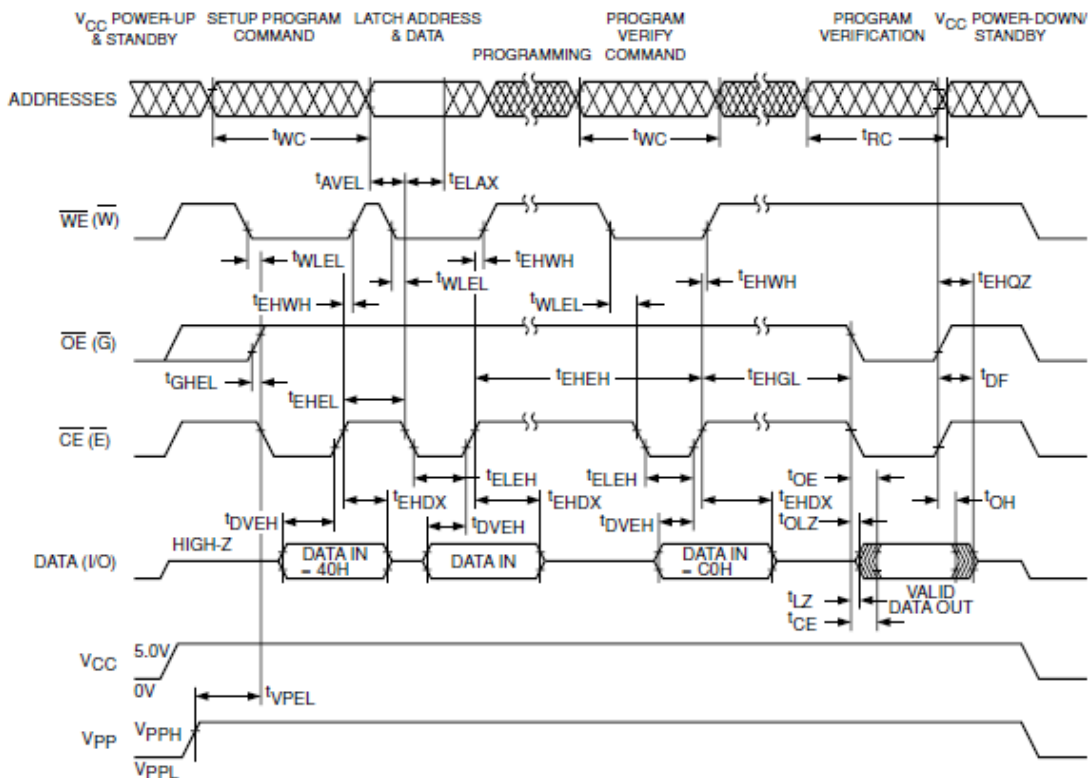 VCC POWER-UP & STANDBY
SETUP PROGRAM COMMAND
LATCH ADDRESS & DATA
PROGRAMMING
PROGRAM VERIFY COMMAND
PROGRAM VERIFICATION
VCC POWER-DOWN/ STANDBY
ADDRESSES
tWC
tWC
tRC
tAVEL
tELAX
WE (W)
tWLEL
tEHWH
tWLEL
tEHWH
tWLEL
tEHWH
tEHQZ
OE (G)
tGHEL
tEHEL
tEHEH
tEHGL
tDF
CE (E)
tELEH
tELEH
tOE
tEHDX
tEHDX
tEHDX
tOH
tDVEH
tDVEH
tDVEH
tOLZ
HIGH-Z
DATA (I/O)
DATA IN = 40H
DATA IN
DATA IN = C0H
VALID DATA OUT
tLZ
tCE
VCC
5.0V
0V
tVPEL
VPP
VPPH
VPPL